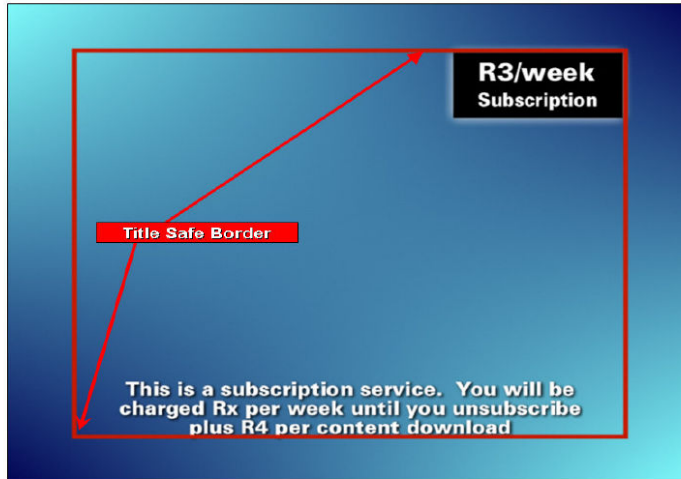 R3/week
Subscription
Title Safe Border
This is a subscription service. You will be
charged Rx per week until you unsubscribe
plus R4 per content download